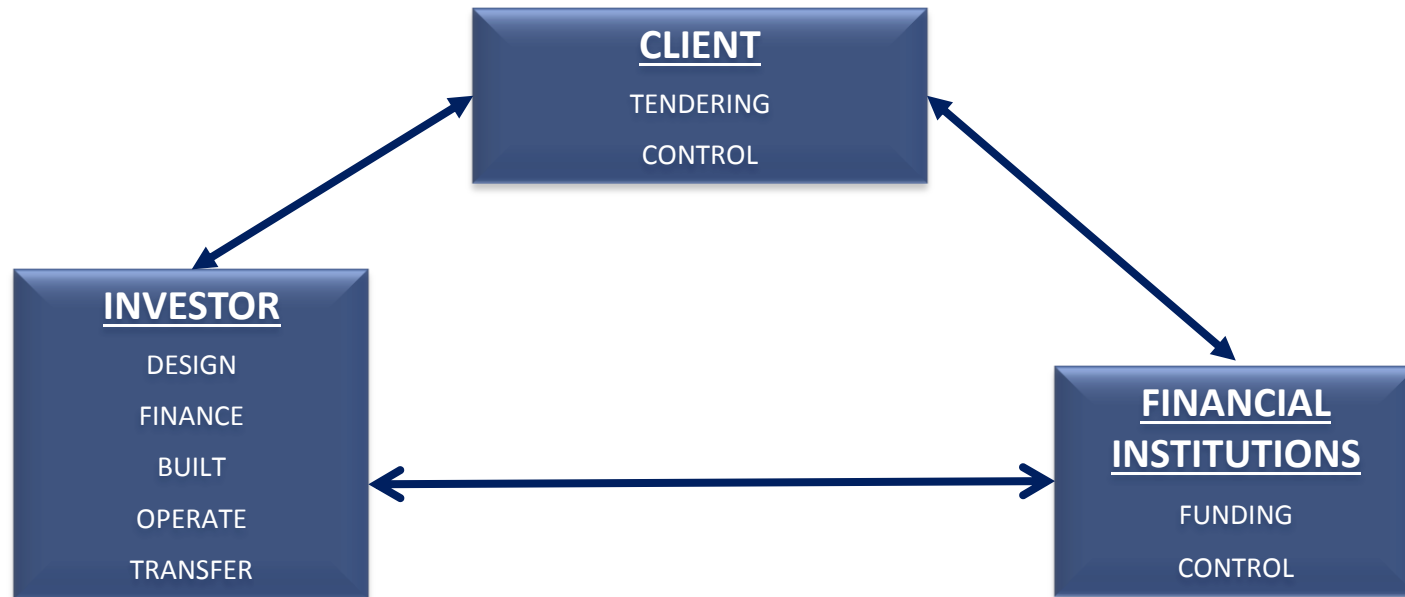 CLIENT
TENDERING
CONTROL
INVESTOR
DESIGN
FINANCE
BUILT
OPERATE
TRANSFER
FINANCIAL
INSTITUTIONS
FUNDING
CONTROL